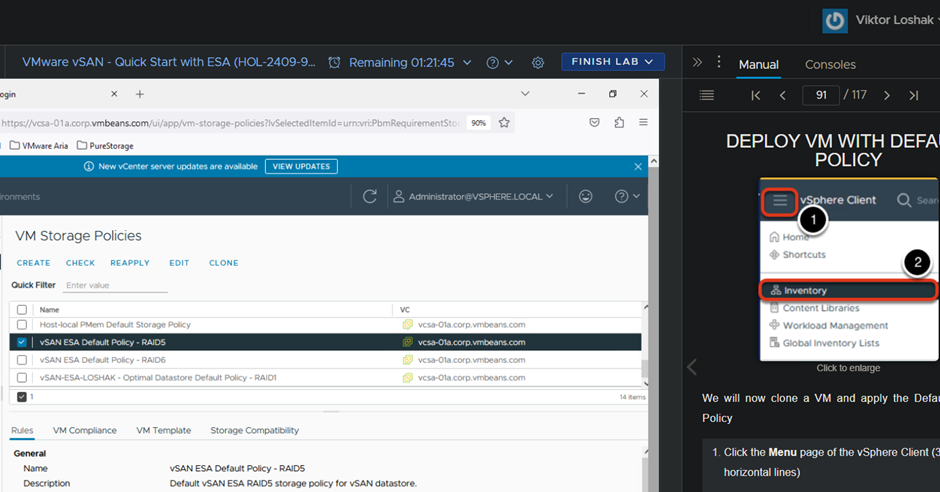 Viktor Loshak
VMware vSAN - Quick Start with ESA (HOL-2409-9...
Remaining 01:21:45
FINISH LAB
Manual
Consoles
91 / 117
ogin
https://vcsa-01a.corp.vmbeans.com/ui/app/vm-storage-policies?lvSelectedItemId=urn:vri:PbmRequirementSto
90%
VMware Aria
PureStorage
New vCenter server updates are available
VIEW UPDATES
ironments
Administrator@VSPHERE.LOCAL
VM Storage Policies
CREATE CHECK REAPPLY EDIT CLONE
Quick Filter Enter value
Name VC
Host-local PMem Default Storage Policy vcsa-01a.corp.vmbeans.com
vSAN ESA Default Policy - RAID5 vcsa-01a.corp.vmbeans.com
vSAN ESA Default Policy - RAID6 vcsa-01a.corp.vmbeans.com
vSAN-ESA-LOSHAK - Optimal Datastore Default Policy - RAID1 vcsa-01a.corp.vmbeans.com
1 14 items
Rules VM Compliance VM Template Storage Compatibility
General
Name vSAN ESA Default Policy - RAID5
Description Default vSAN ESA RAID5 storage policy for vSAN datastore.
DEPLOY VM WITH DEFAU
POLICY
vSphere Client
Sear
1
Home
Shortcuts
2
Inventory
Content Libraries
Workload Management
Global Inventory Lists
Click to enlarge
We will now clone a VM and apply the Defau
Policy
1. Click the Menu page of the vSphere Client (3
horizontal lines)